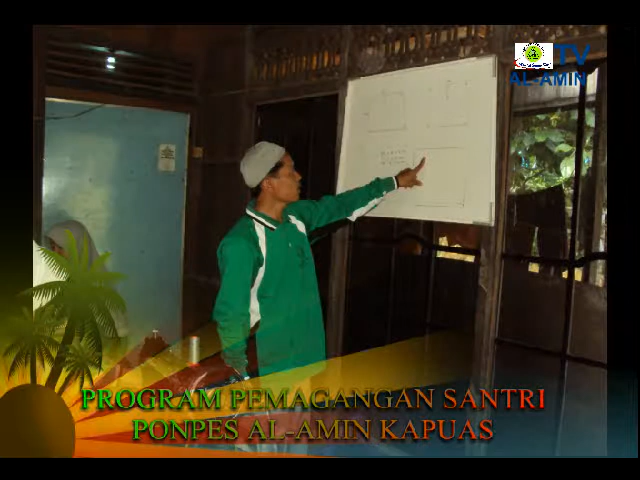 TV
AL-AMIN
PROGRAM PEMAGANGAN SANTRI
PONPES AL-AMIN KAPUAS